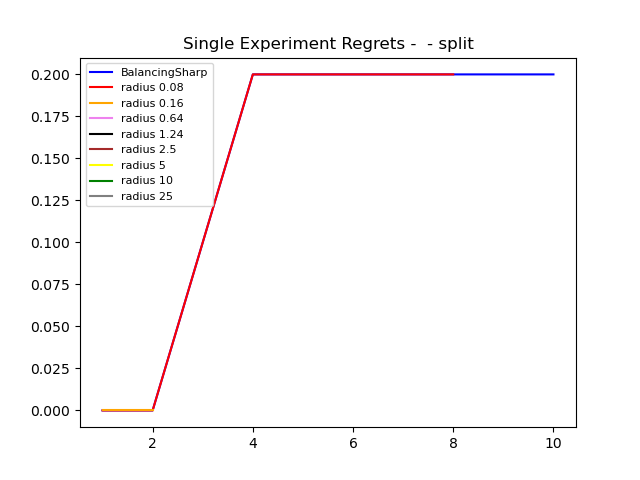 Single Experiment Regrets -  - split
0.200
0.175
0.150
0.125
0.100
0.075
0.050
0.025
0.000
BalancingSharp
radius 0.08
radius 0.16
radius 0.64
radius 1.24
radius 2.5
radius 5
radius 10
radius 25
2 4 6 8 10